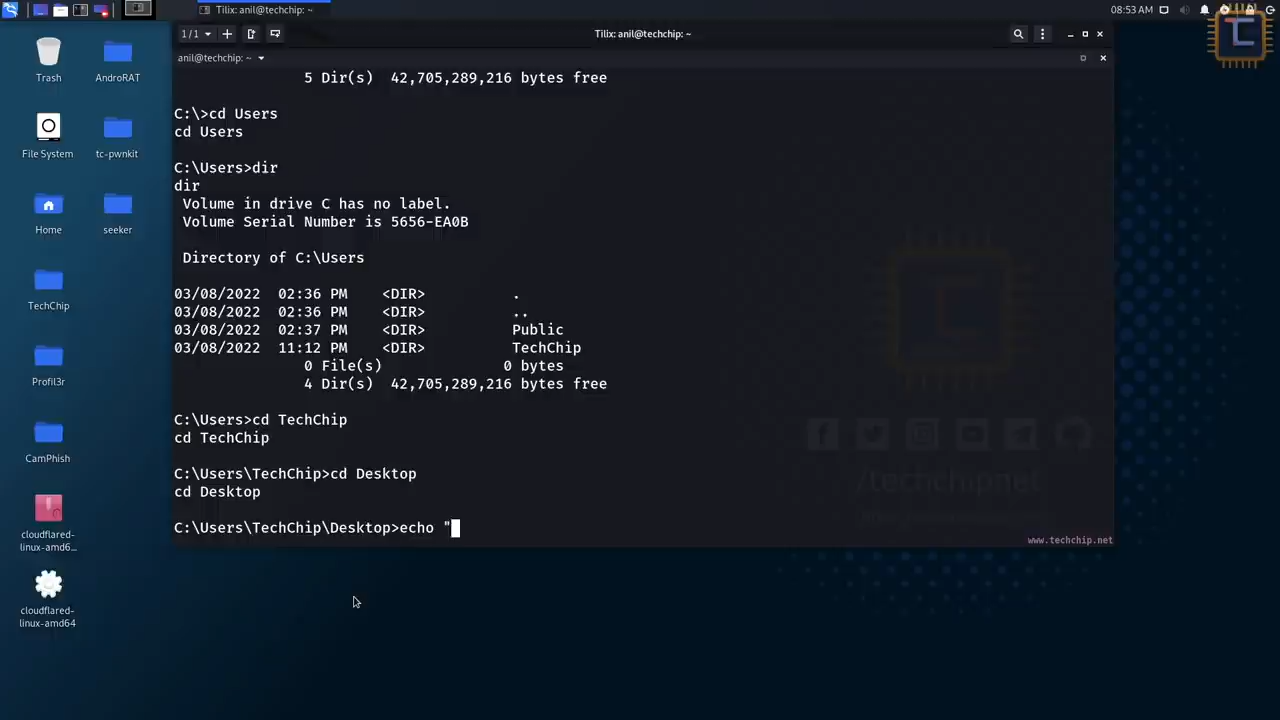 Tilix: anil@techchip: ~
08:53 AM
1 / 1
Tilix: anil@techchip: ~
anil@techchip: ~
Trash
AndroRAT
File System
tc-pwnkit
Home
seeker
TechChip
Profil3r
CamPhish
cloudflared-
linux-amd6...
cloudflared-
linux-amd64
5 Dir(s)  42,705,289,216 bytes free
C:\>cd Users
cd Users
C:\Users>dir
dir
Volume in drive C has no label.
Volume Serial Number is 5656-EA0B
Directory of C:\Users
03/08/2022  02:36 PM    <DIR>          .
03/08/2022  02:36 PM    <DIR>          ..
03/08/2022  02:37 PM    <DIR>          Public
03/08/2022  11:12 PM    <DIR>          TechChip
0 File(s)              0 bytes
4 Dir(s)  42,705,289,216 bytes free
C:\Users>cd TechChip
cd TechChip
C:\Users\TechChip>cd Desktop
cd Desktop
C:\Users\TechChip\Desktop>echo "
/techchipnet
www.techchip.net